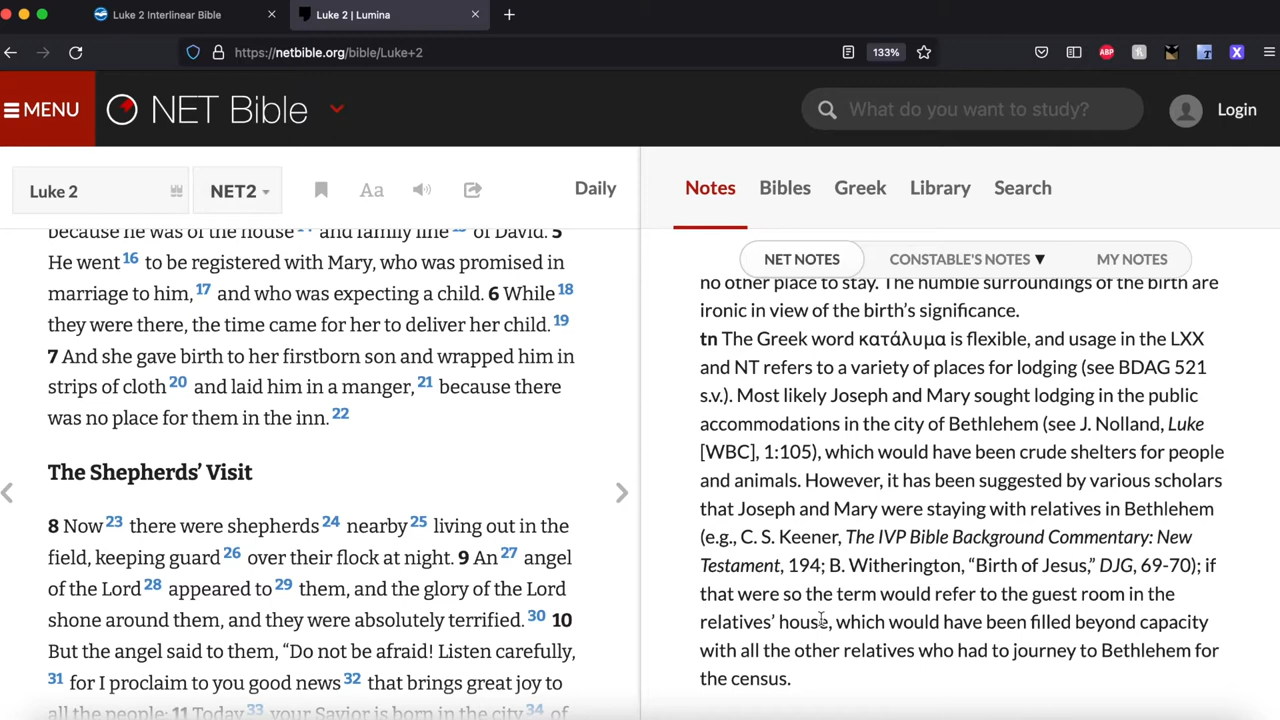 Luke 2 Interlinear Bible
Luke 2 | Lumina
https://netbible.org/bible/Luke+2
133%
ABP
X
MENU
NET Bible
What do you want to study?
Login
Luke 2
NET2
Aa
Daily
because he was of the house 14 and family line 15 of David. 5
He went 16 to be registered with Mary, who was promised in
marriage to him, 17 and who was expecting a child. 6 While 18
they were there, the time came for her to deliver her child. 19
7 And she gave birth to her firstborn son and wrapped him in
strips of cloth 20 and laid him in a manger, 21 because there
was no place for them in the inn. 22
The Shepherds’ Visit
8 Now 23 there were shepherds 24 nearby 25 living out in the
field, keeping guard 26 over their flock at night. 9 An 27 angel
of the Lord 28 appeared to 29 them, and the glory of the Lord
shone around them, and they were absolutely terrified. 30 10
But the angel said to them, “Do not be afraid! Listen carefully,
31 for I proclaim to you good news 32 that brings great joy to
all the people: 11 Today 33 your Savior is born in the city 34 of
Notes
Bibles
Greek
Library
Search
NET NOTES
CONSTABLE'S NOTES ▼
MY NOTES
no other place to stay. The humble surroundings of the birth are
ironic in view of the birth’s significance.
tn The Greek word κατάλυμα is flexible, and usage in the LXX
and NT refers to a variety of places for lodging (see BDAG 521
s.v.). Most likely Joseph and Mary sought lodging in the public
accommodations in the city of Bethlehem (see J. Nolland, Luke
[WBC], 1:105), which would have been crude shelters for people
and animals. However, it has been suggested by various scholars
that Joseph and Mary were staying with relatives in Bethlehem
(e.g., C. S. Keener, The IVP Bible Background Commentary: New
Testament, 194; B. Witherington, “Birth of Jesus,” DJG, 69-70); if
that were so the term would refer to the guest room in the
relatives’ house, which would have been filled beyond capacity
with all the other relatives who had to journey to Bethlehem for
the census.